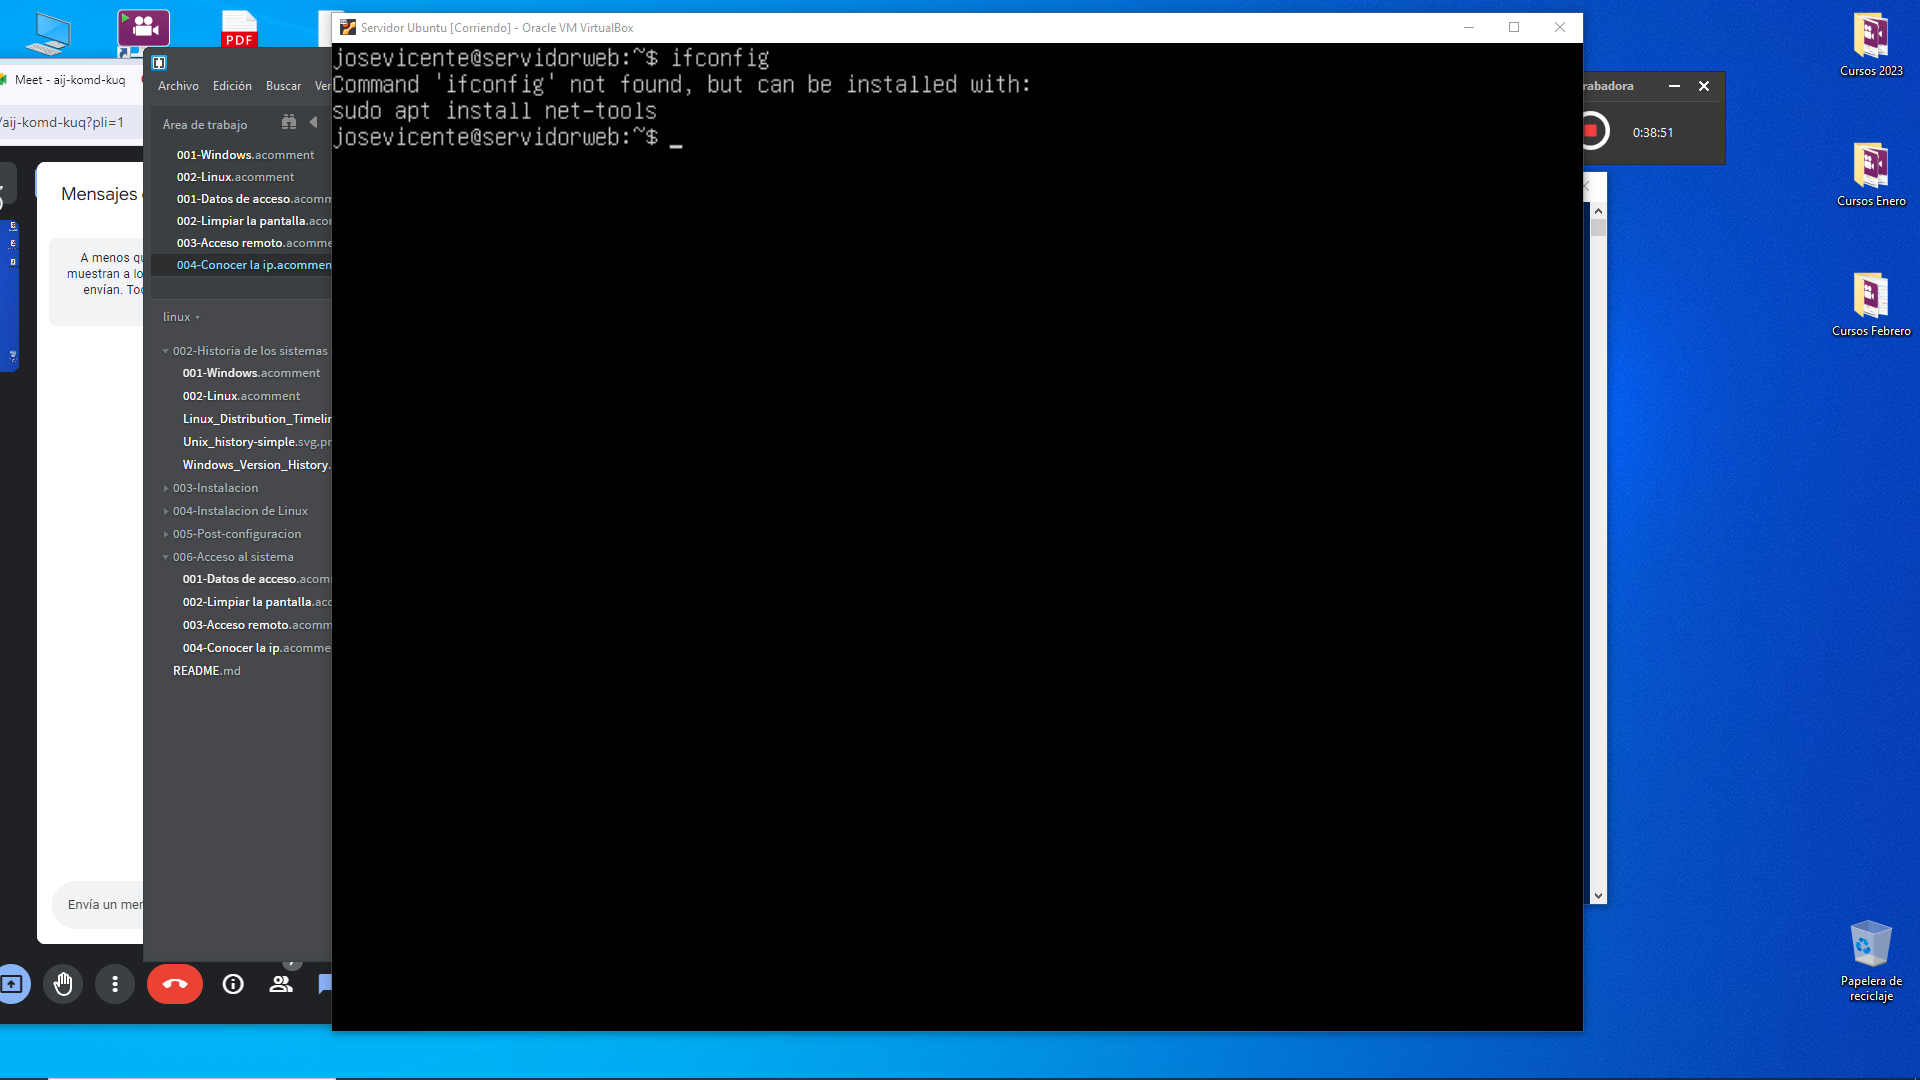 PDF
Servidor Ubuntu [Corriendo] - Oracle VM VirtualBox
josevicente@servidorweb:~$ ifconfig
Command 'ifconfig' not found, but can be installed with:
sudo apt install net-tools
josevicente@servidorweb:~$ _
Meet - aij-komd-kuq
/aij-komd-kuq?pli=1
Mensajes
A menos qu
muestran a lo
envían. Too
Envía un mer
Archivo Edición Buscar Ver
Área de trabajo
001-Windows.acomment
002-Linux.acomment
001-Datos de acceso.acomm
002-Limpiar la pantalla.acor
003-Acceso remoto.acomme
004-Conocer la ip.acommen
linux
002-Historia de los sistemas
001-Windows.acomment
002-Linux.acomment
Linux_Distribution_Timelin
Unix_history-simple.svg.pr
Windows_Version_History.
003-Instalacion
004-Instalacion de Linux
005-Post-configuracion
006-Acceso al sistema
001-Datos de acceso.acom
002-Limpiar la pantalla.acc
003-Acceso remoto.acomm
004-Conocer la ip.acomme
README.md
rabadora
0:38:51
Cursos 2023
Cursos Enero
Cursos Febrero
Papelera de
reciclaje